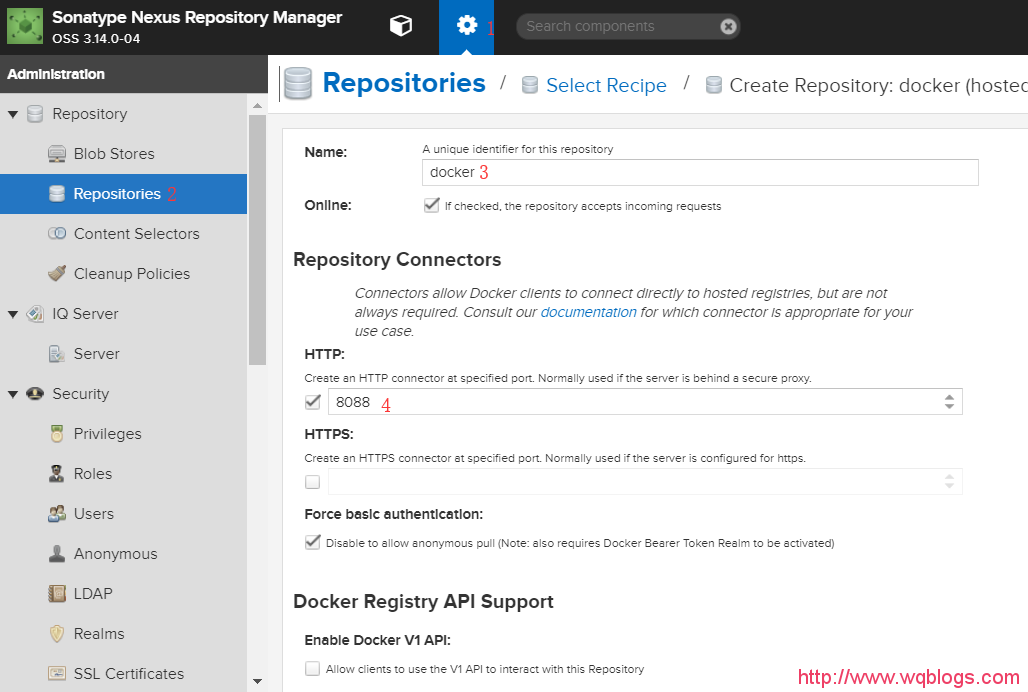 Sonatype Nexus Repository Manager
OSS 3.14.0-04
1
Search components
Administration
Repositories / Select Recipe / Create Repository: docker (hosted
Repository
Blob Stores
Repositories 2
Content Selectors
Cleanup Policies
IQ Server
Server
Security
Privileges
Roles
Users
Anonymous
LDAP
Realms
SSL Certificates
Name:
A unique identifier for this repository
docker 3
Online:
If checked, the repository accepts incoming requests
Repository Connectors
Connectors allow Docker clients to connect directly to hosted registries, but are not
always required. Consult our documentation for which connector is appropriate for your
use case.
HTTP:
Create an HTTP connector at specified port. Normally used if the server is behind a secure proxy.
8088 4
HTTPS:
Create an HTTPS connector at specified port. Normally used if the server is configured for https.
Force basic authentication:
Disable to allow anonymous pull (Note: also requires Docker Bearer Token Realm to be activated)
Docker Registry API Support
Enable Docker V1 API:
Allow clients to use the V1 API to interact with this Repository
http://www.wqblogs.com